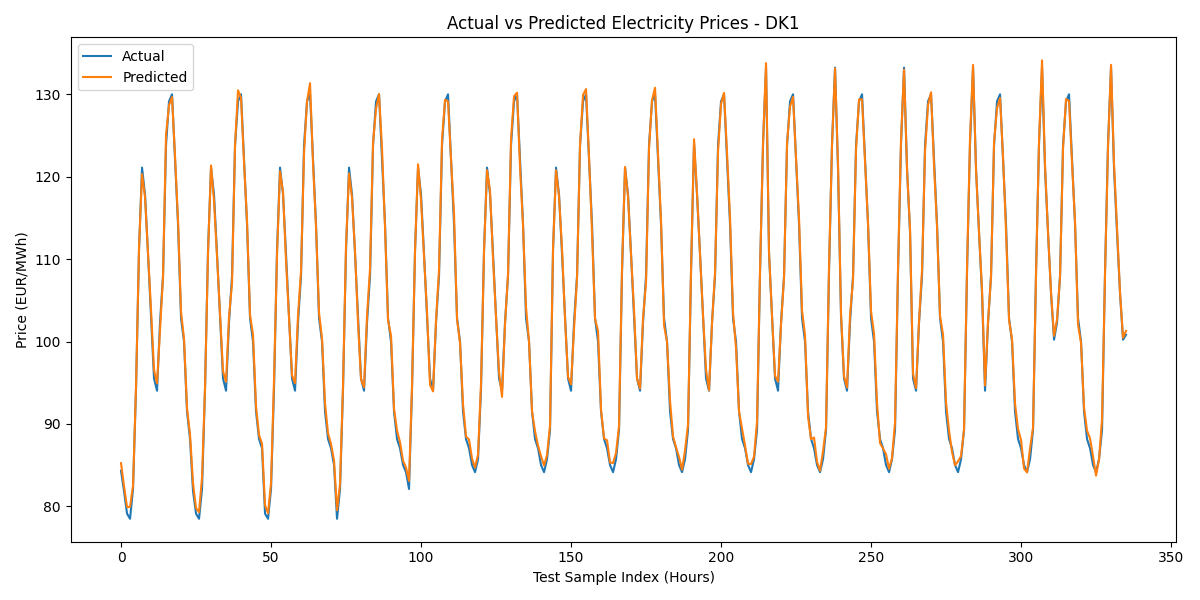 Actual vs Predicted Electricity Prices - DK1
Actual
Predicted
Price (EUR/MWh)
130
120
110
100
90
80
0
50
100
150
200
250
300
350
Test Sample Index (Hours)